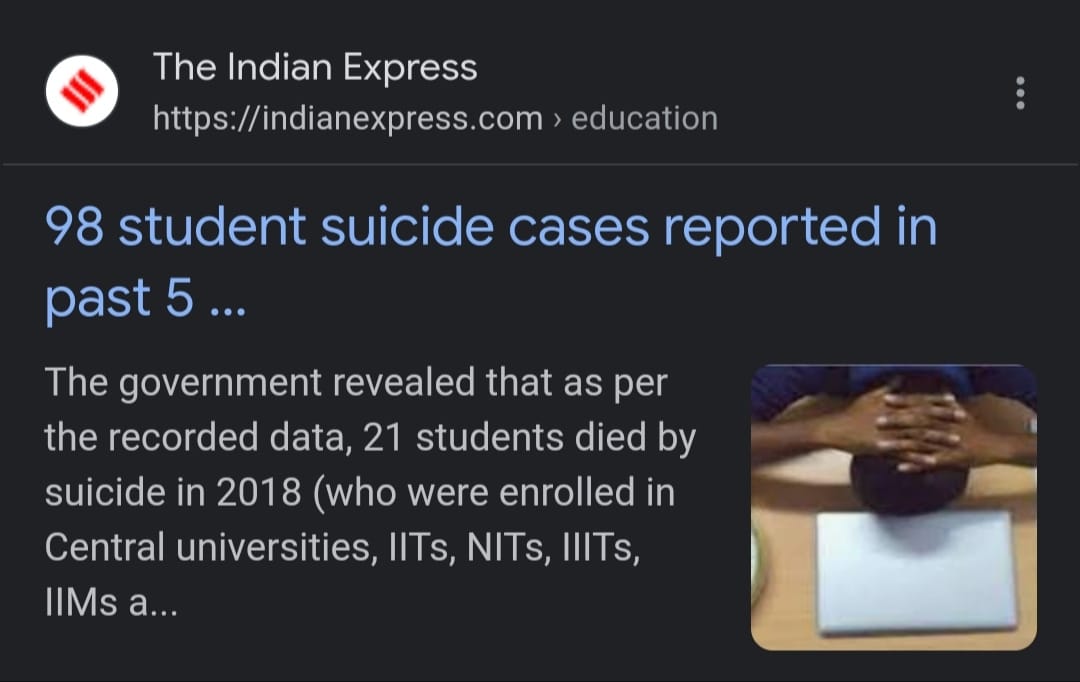 The Indian Express
https://indianexpress.com › education
98 student suicide cases reported in
past 5 ...
The government revealed that as per
the recorded data, 21 students died by
suicide in 2018 (who were enrolled in
Central universities, IITs, NITs, IIITs,
IIMs a...